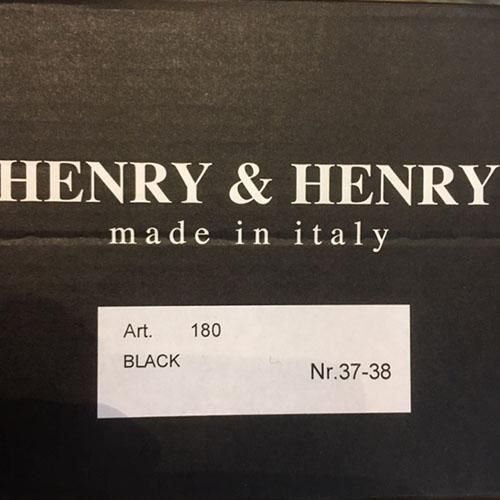 HENRY & HENRY
made in italy
Art. 180
BLACK
Nr.37-38